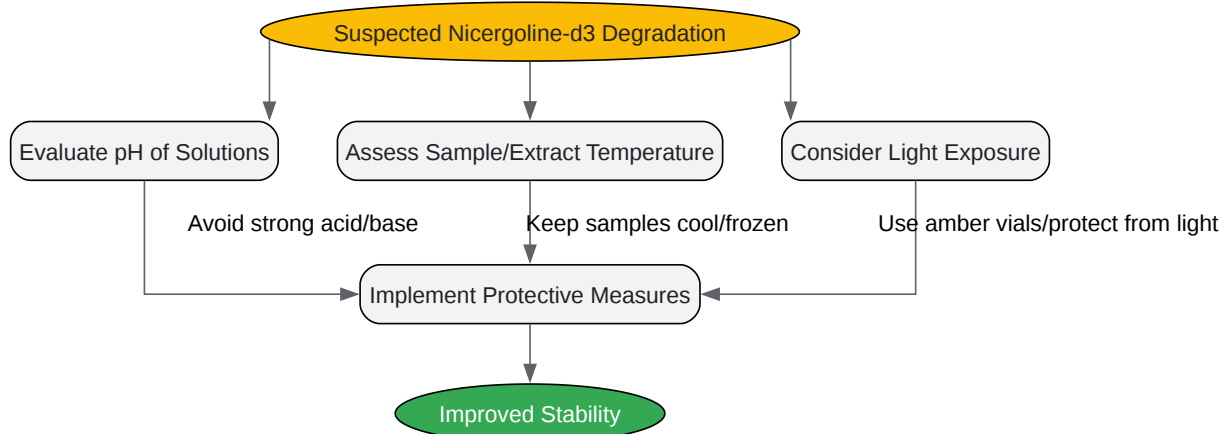 Suspected Nicergoline-d3 Degradation
Evaluate pH of Solutions
Assess Sample/Extract Temperature
Consider Light Exposure
Avoid strong acid/base
Keep samples cool/frozen
Use amber vials/protect from light
Implement Protective Measures
Improved Stability